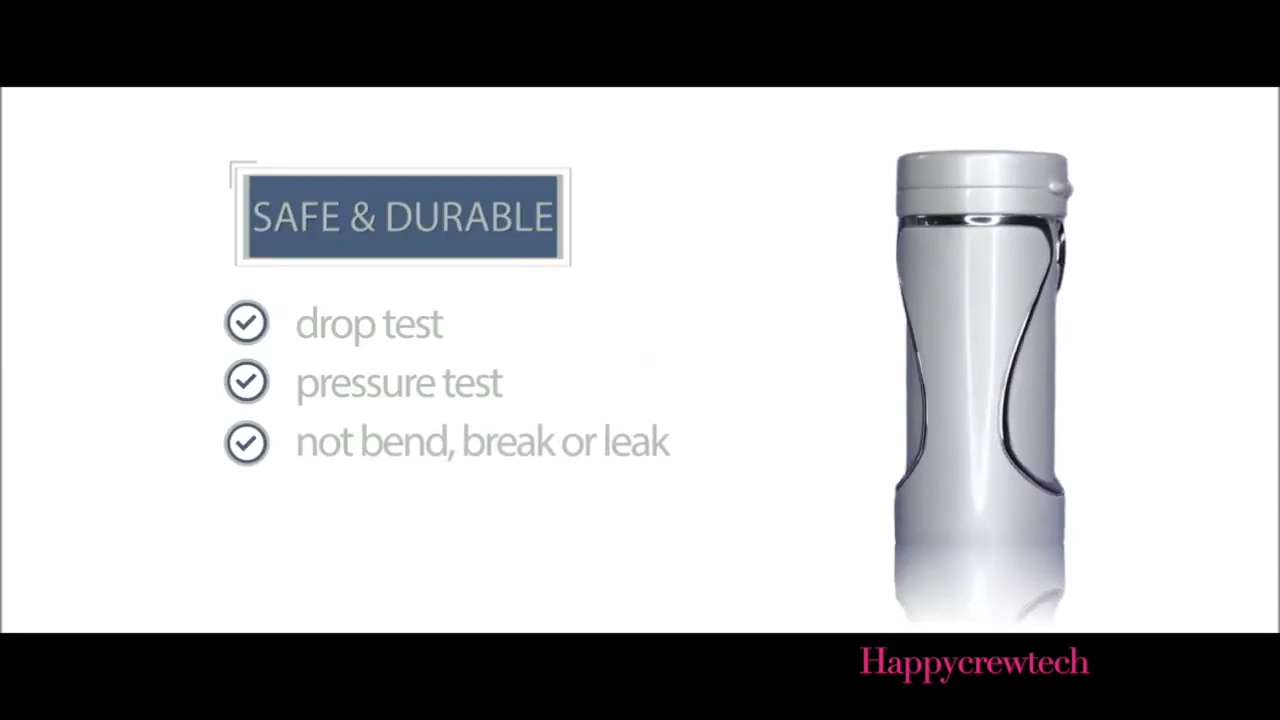 SAFE & DURABLE
drop test
pressure test
not bend, break or leak
Happycrewtech